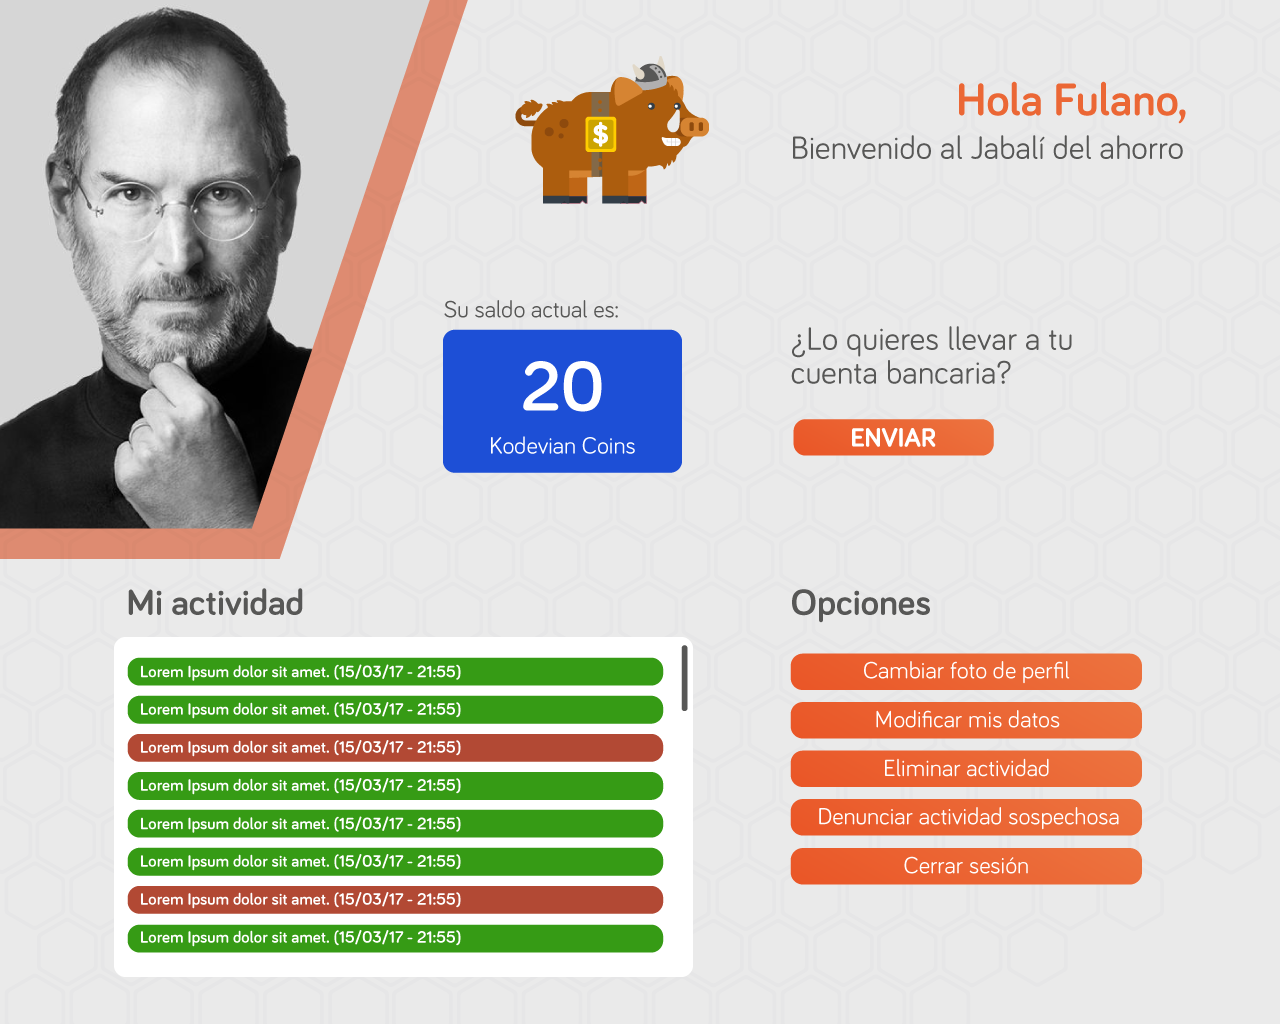 $
Hola Fulano,
Bienvenido al Jabalí del ahorro
Su saldo actual es:
20
Kodevian Coins
¿Lo quieres llevar a tu
cuenta bancaria?
ENVIAR
Mi actividad
Lorem Ipsum dolor sit amet. (15/03/17 - 21:55)
Lorem Ipsum dolor sit amet. (15/03/17 - 21:55)
Lorem Ipsum dolor sit amet. (15/03/17 - 21:55)
Lorem Ipsum dolor sit amet. (15/03/17 - 21:55)
Lorem Ipsum dolor sit amet. (15/03/17 - 21:55)
Lorem Ipsum dolor sit amet. (15/03/17 - 21:55)
Lorem Ipsum dolor sit amet. (15/03/17 - 21:55)
Lorem Ipsum dolor sit amet. (15/03/17 - 21:55)
Opciones
Cambiar foto de perfil
Modificar mis datos
Eliminar actividad
Denunciar actividad sospechosa
Cerrar sesión